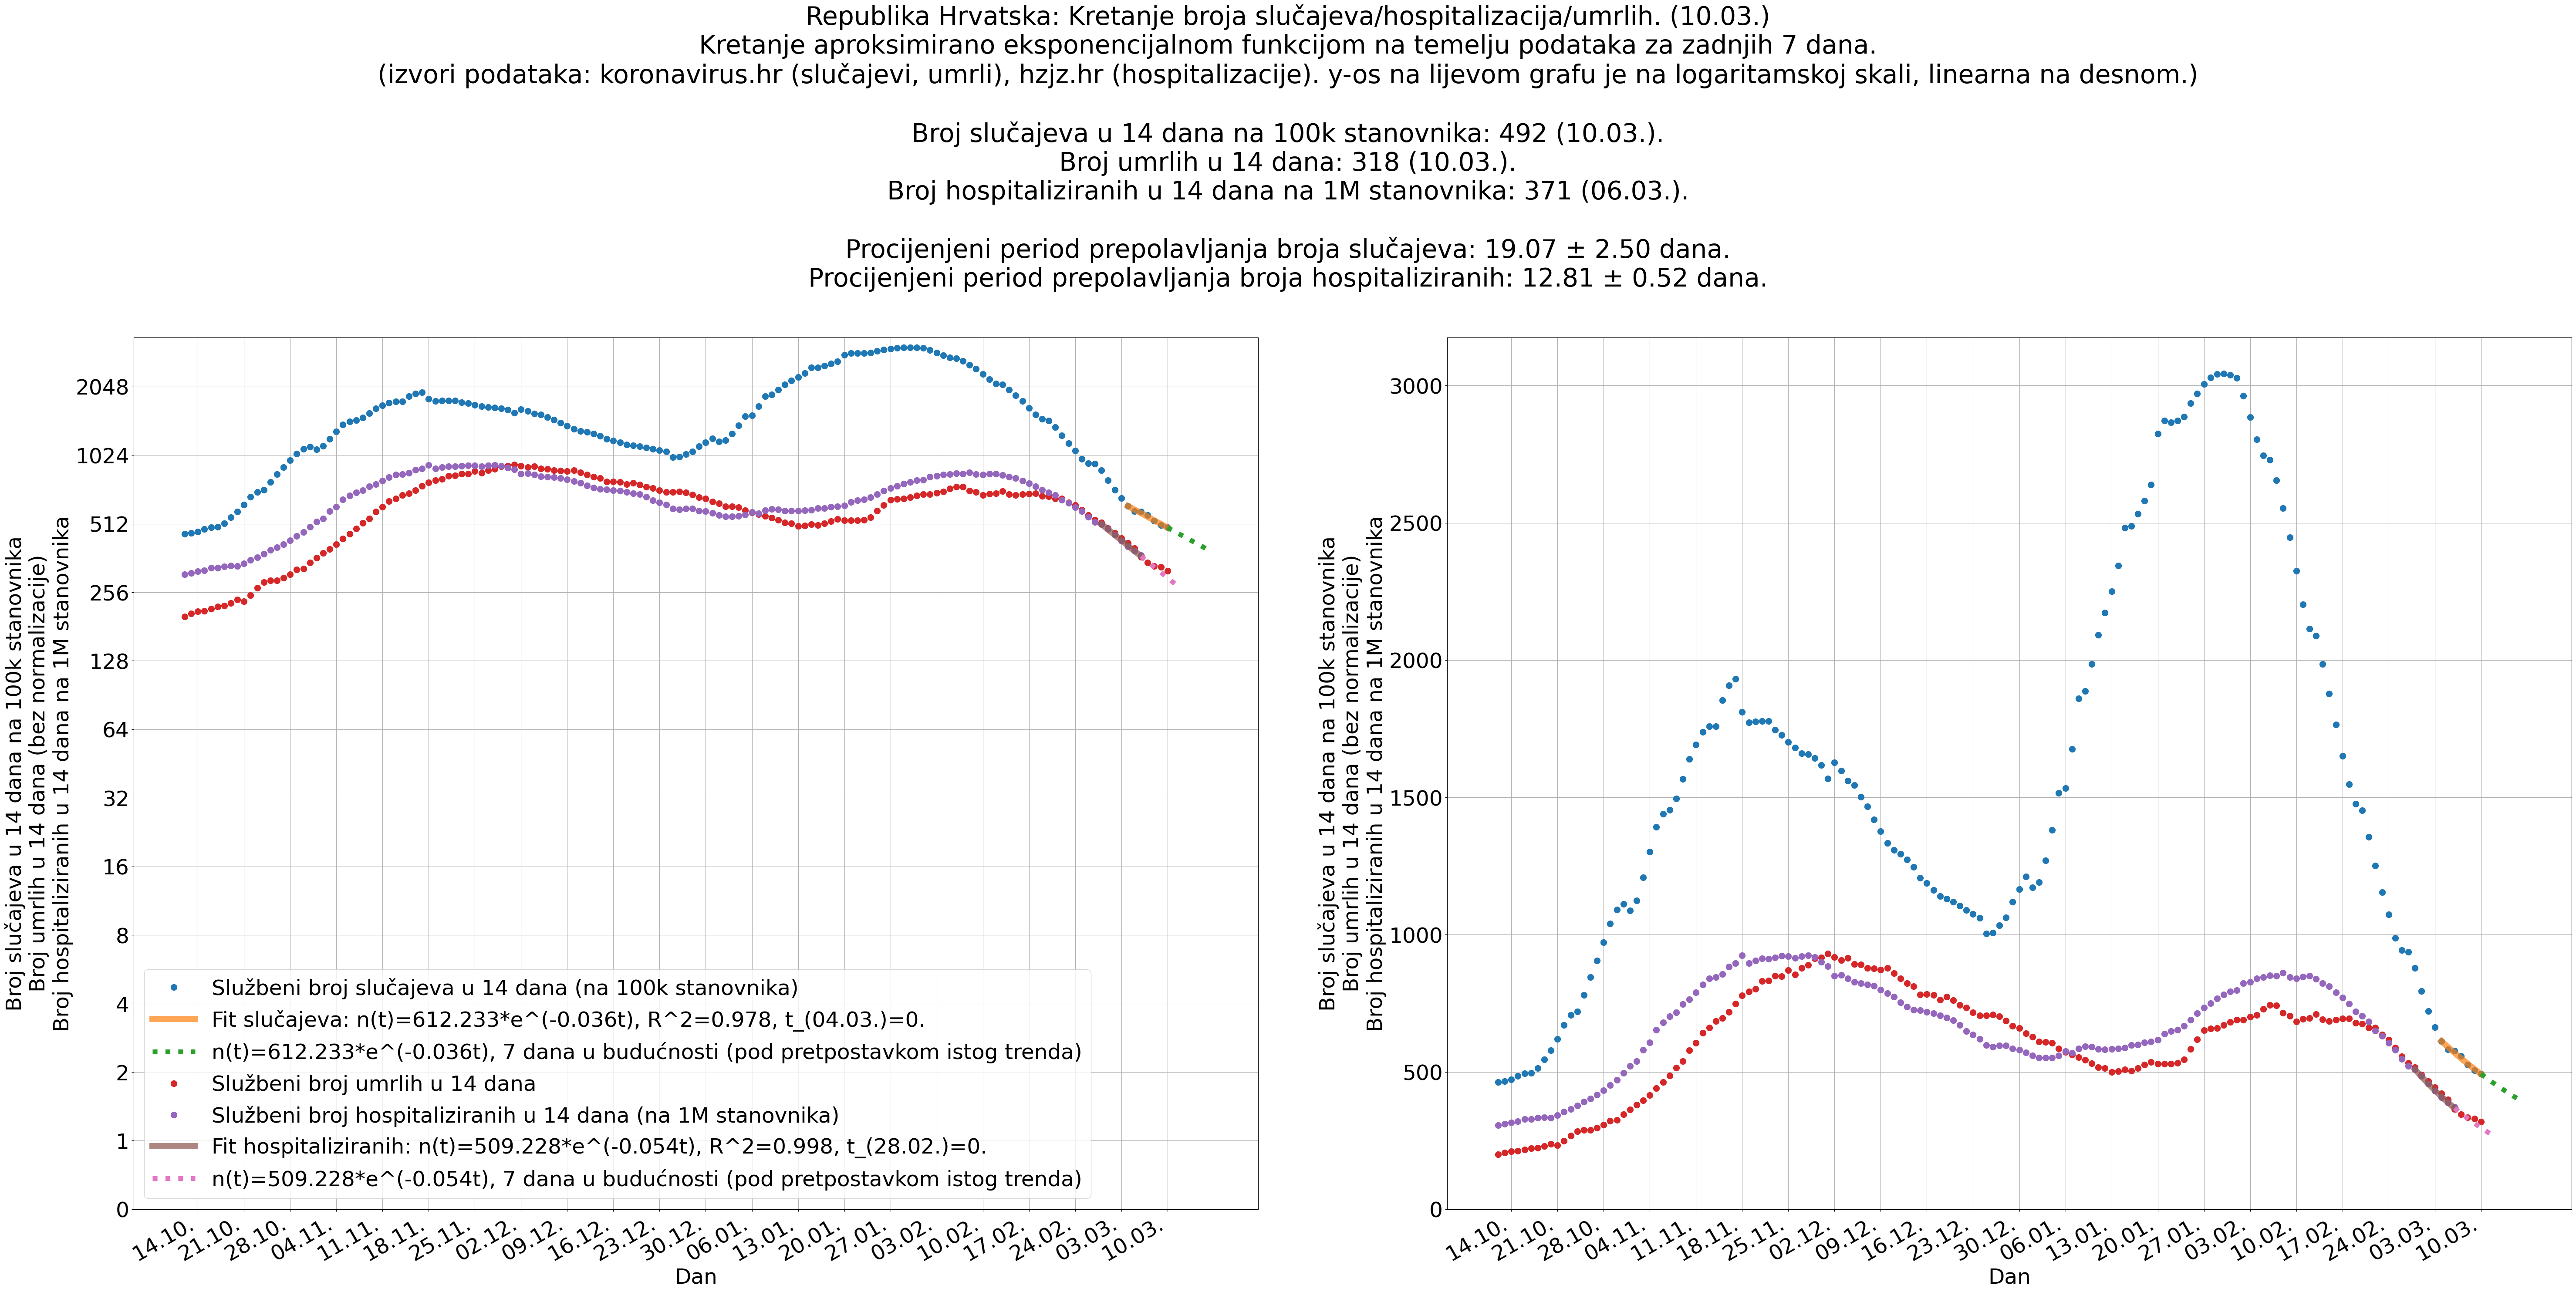 Republika Hrvatska: Kretanje broja slučajeva/hospitalizacija/umrlih. (10.03.)
Kretanje aproksimirano eksponencijalnom funkcijom na temelju podataka za zadnjih 7 dana.
(izvori podataka: koronavirus.hr (slučajevi, umrli), hzjz.hr (hospitalizacije). y-os na lijevom grafu je na logaritamskoj skali, linearna na desnom.)
Broj slučajeva u 14 dana na 100k stanovnika: 492 (10.03.).
Broj umrlih u 14 dana: 318 (10.03.).
Broj hospitaliziranih u 14 dana na 1M stanovnika: 371 (06.03.).
Procijenjeni period prepolavljanja broja slučajeva: 19.07 ± 2.50 dana.
Procijenjeni period prepolavljanja broja hospitaliziranih: 12.81 ± 0.52 dana.
Broj slučajeva u 14 dana na 100k stanovnika
Broj umrlih u 14 dana (bez normalizacije)
Broj hospitaliziranih u 14 dana na 1M stanovnika
2048
1024
512
256
128
64
32
16
8
4
2
1
0
Službeni broj slučajeva u 14 dana (na 100k stanovnika)
Fit slučajeva: n(t)=612.233*e^(-0.036t), R^2=0.978, t_(04.03.)=0.
n(t)=612.233*e^(-0.036t), 7 dana u budućnosti (pod pretpostavkom istog trenda)
Službeni broj umrlih u 14 dana
Službeni broj hospitaliziranih u 14 dana (na 1M stanovnika)
Fit hospitaliziranih: n(t)=509.228*e^(-0.054t), R^2=0.998, t_(28.02.)=0.
n(t)=509.228*e^(-0.054t), 7 dana u budućnosti (pod pretpostavkom istog trenda)
14.10. 21.10. 28.10. 04.11. 11.11. 18.11. 25.11. 02.12. 09.12. 16.12. 23.12. 30.12. 06.01. 13.01. 20.01. 27.01. 03.02. 10.02. 17.02. 24.02. 03.03. 10.03.
Dan
Broj slučajeva u 14 dana na 100k stanovnika
Broj umrlih u 14 dana (bez normalizacije)
Broj hospitaliziranih u 14 dana na 1M stanovnika
3000
2500
2000
1500
1000
500
0
14.10. 21.10. 28.10. 04.11. 11.11. 18.11. 25.11. 02.12. 09.12. 16.12. 23.12. 30.12. 06.01. 13.01. 20.01. 27.01. 03.02. 10.02. 17.02. 24.02. 03.03. 10.03.
Dan